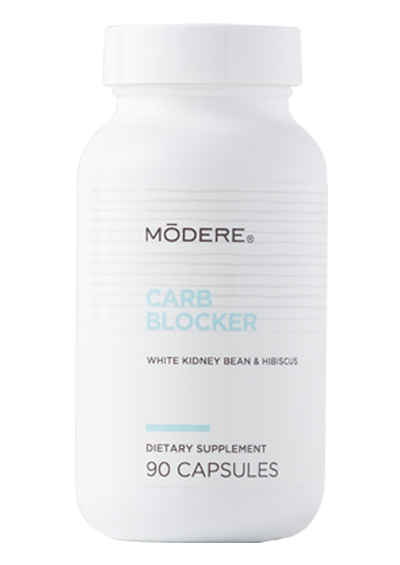 MŌDERE®
CARB
BLOCKER
WHITE KIDNEY BEAN & HIBISCUS
DIETARY SUPPLEMENT
90 CAPSULES